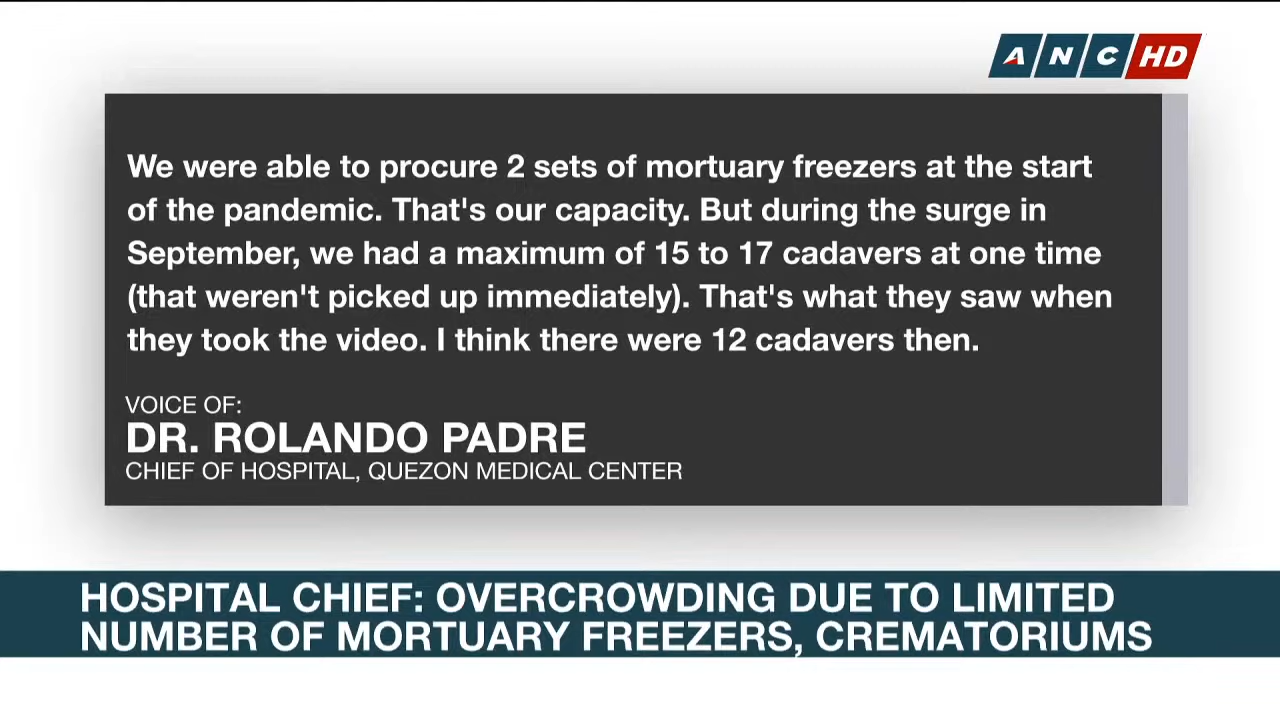 ANC HD
We were able to procure 2 sets of mortuary freezers at the start
of the pandemic. That's our capacity. But during the surge in
September, we had a maximum of 15 to 17 cadavers at one time
(that weren't picked up immediately). That's what they saw when
they took the video. I think there were 12 cadavers then.
VOICE OF:
DR. ROLANDO PADRE
CHIEF OF HOSPITAL, QUEZON MEDICAL CENTER
HOSPITAL CHIEF: OVERCROWDING DUE TO LIMITED
NUMBER OF MORTUARY FREEZERS, CREMATORIUMS